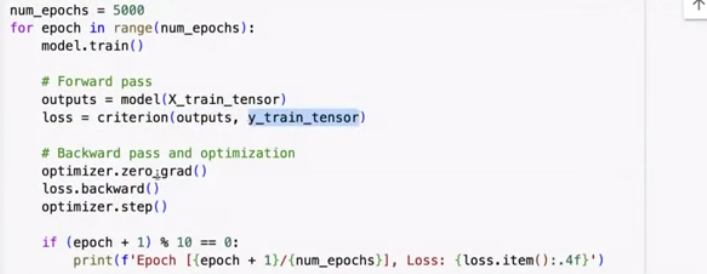 num_epochs = 5000
for epoch in range(num_epochs):
    model.train()
    # Forward pass
    outputs = model(X_train_tensor)
    loss = criterion(outputs, y_train_tensor)
    # Backward pass and optimization
    optimizer.zero_grad()
    loss.backward()
    optimizer.step()
    if (epoch + 1) % 10 == 0:
        print(f'Epoch [{epoch + 1}/{num_epochs}], Loss: {loss.item():.4f}')